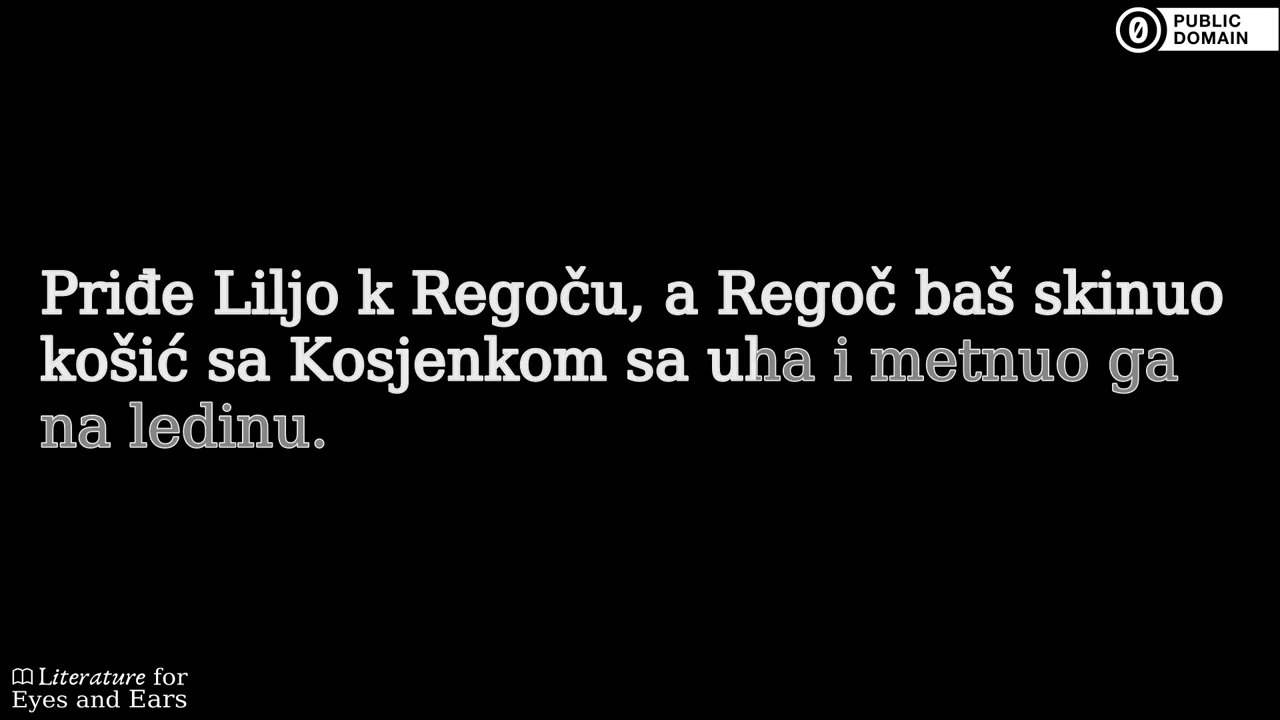 PUBLIC
DOMAIN
Priđe Liljo k Regoču, a Regoč baš skinuo
košić sa Kosjenkom sa uha i metnuo ga
na ledinu.
Literature for
Eyes and Ears